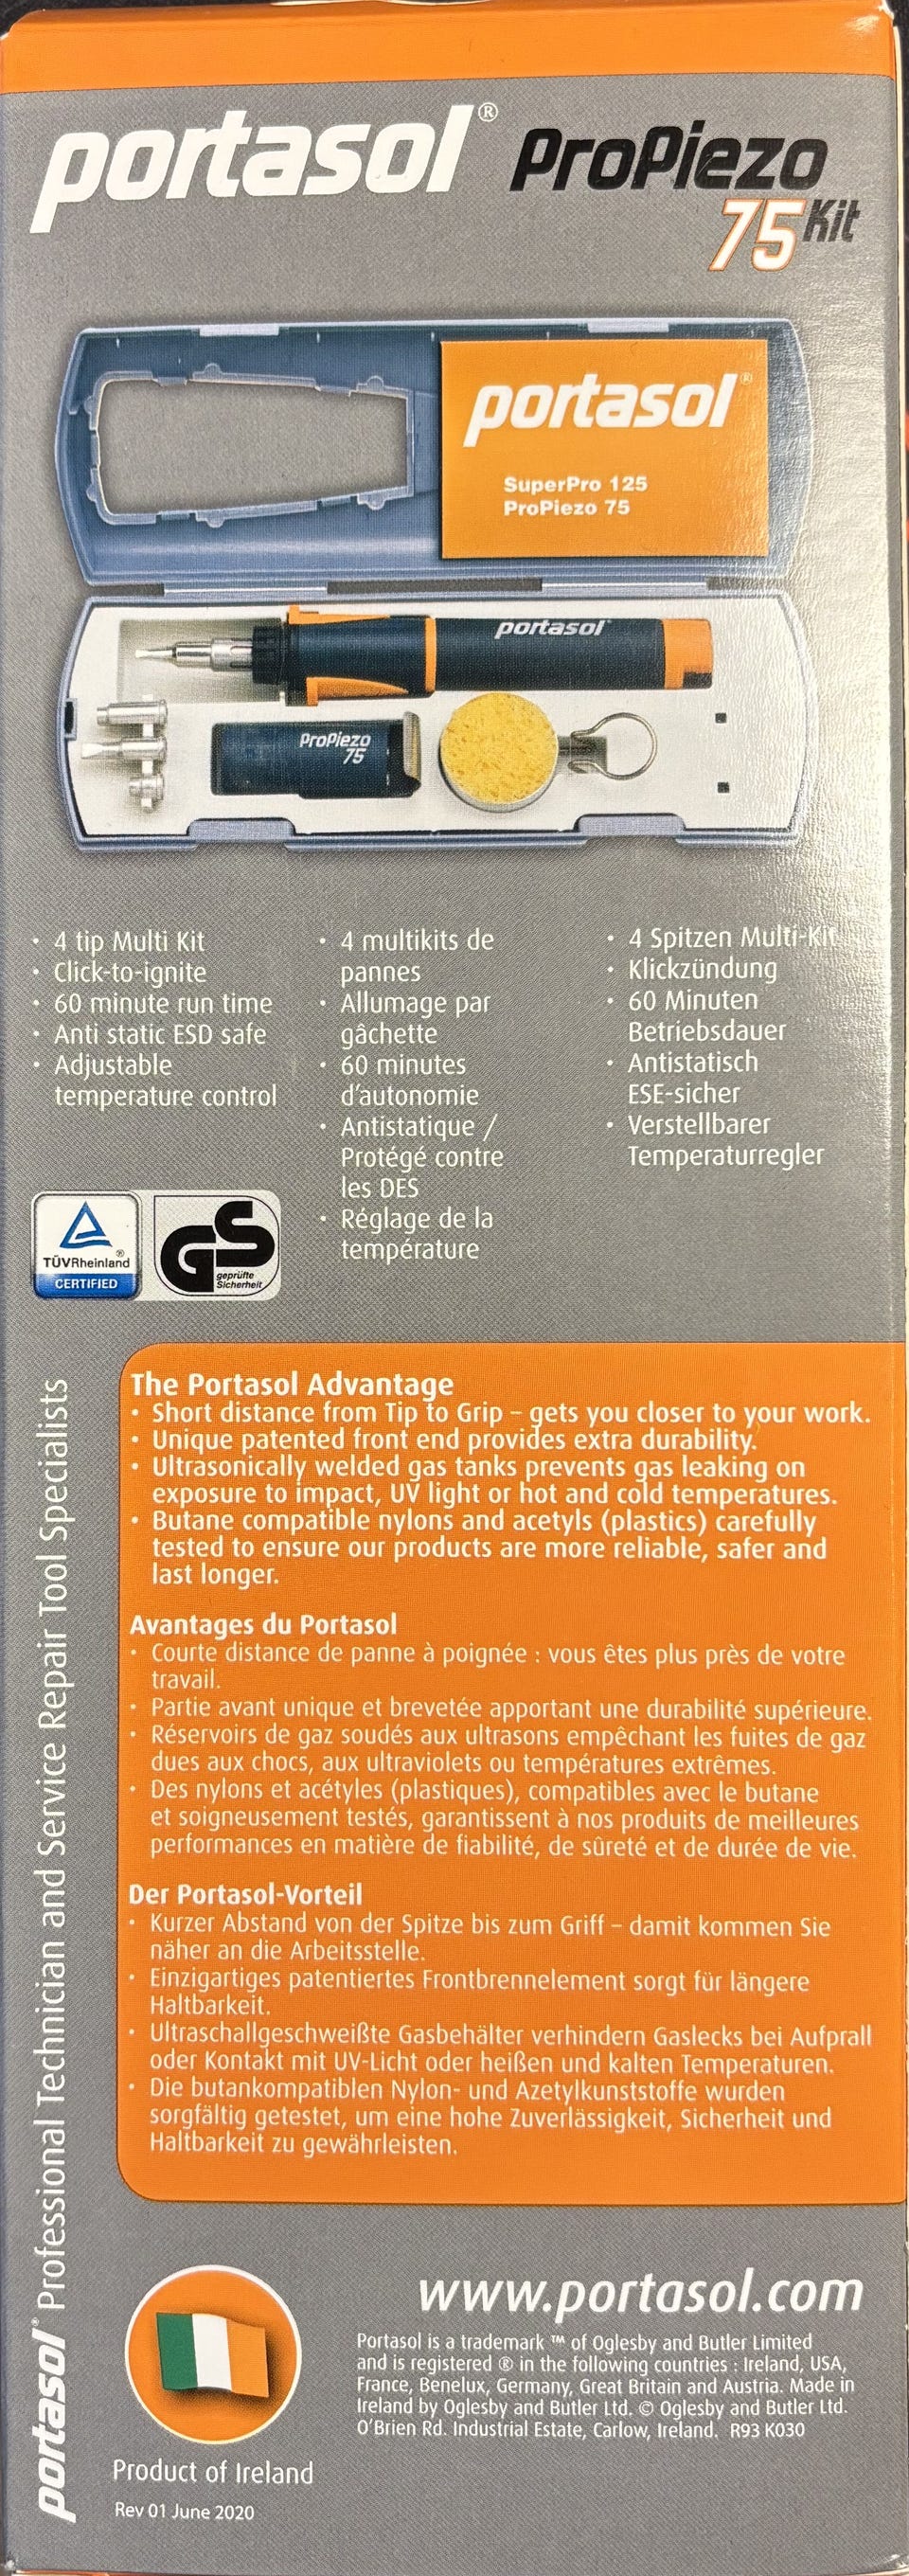 portasol® ProPiezo
75 Kit
portasol®
SuperPro 125
ProPiezo 75
portasol
ProPiezo
75
• 4 tip Multi Kit
• Click-to-ignite
• 60 minute run time
• Anti static ESD safe
• Adjustable
temperature control
• 4 multikits de
pannes
• Allumage par
gâchette
• 60 minutes
d'autonomie
• Antistatique /
Protégé contre
les DES
• Réglage de la
température
• 4 Spitzen Multi-Kit
• Klickzündung
• 60 Minuten
Betriebsdauer
• Antistatisch
ESE-sicher
• Verstellbarer
Temperaturregler
TÜVRheinland®
CERTIFIED
GS
geprüfte
Sicherheit
The Portasol Advantage
• Short distance from Tip to Grip – gets you closer to your work.
• Unique patented front end provides extra durability.
• Ultrasonically welded gas tanks prevents gas leaking on
exposure to impact, UV light or hot and cold temperatures.
• Butane compatible nylons and acetyls (plastics) carefully
tested to ensure our products are more reliable, safer and
last longer.
Avantages du Portasol
• Courte distance de panne à poignée : vous êtes plus près de votre
travail.
• Partie avant unique et brevetée apportant une durabilité supérieure.
• Réservoirs de gaz soudés aux ultrasons empêchant les fuites de gaz
dues aux chocs, aux ultraviolets ou températures extrêmes.
• Des nylons et acétyles (plastiques), compatibles avec le butane
et soigneusement testés, garantissent à nos produits de meilleures
performances en matière de fiabilité, de sûreté et de durée de vie.
Der Portasol-Vorteil
• Kurzer Abstand von der Spitze bis zum Griff – damit kommen Sie
näher an die Arbeitsstelle.
• Einzigartiges patentiertes Frontbrennelement sorgt für längere
Haltbarkeit.
• Ultraschallgeschweißte Gasbehälter verhindern Gaslecks bei Aufprall
oder Kontakt mit UV-Licht oder heißen und kalten Temperaturen.
• Die butankompatiblen Nylon- und Azetylkunststoffe wurden
sorgfältig getestet, um eine hohe Zuverlässigkeit, Sicherheit und
Haltbarkeit zu gewährleisten.
portasol® Professional Technician and Service Repair Tool Specialists
www.portasol.com
Portasol is a trademark ™ of Oglesby and Butler Limited
and is registered ® in the following countries : Ireland, USA,
France, Benelux, Germany, Great Britain and Austria. Made in
Ireland by Oglesby and Butler Ltd. © Oglesby and Butler Ltd.
O'Brien Rd. Industrial Estate, Carlow, Ireland. R93 K030
Product of Ireland
Rev 01 June 2020